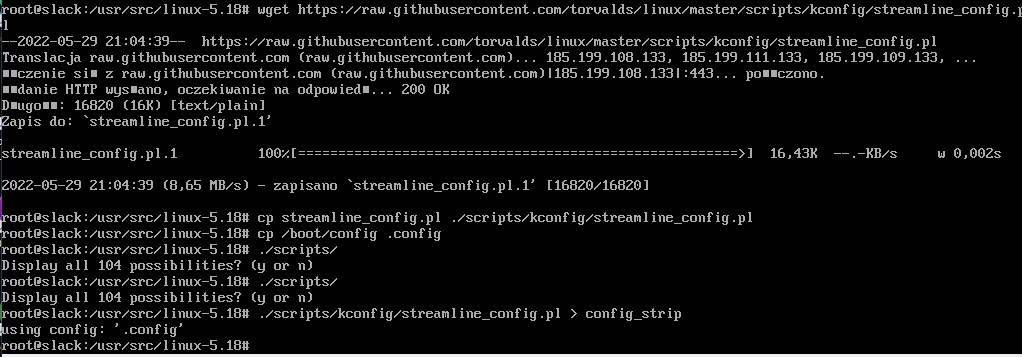 root@slack:/usr/src/linux-5.18# wget https://raw.githubusercontent.com/torvalds/linux/master/scripts/kconfig/streamline_config.p
l
--2022-05-29 21:04:39--  https://raw.githubusercontent.com/torvalds/linux/master/scripts/kconfig/streamline_config.pl
Translacja raw.githubusercontent.com (raw.githubusercontent.com)... 185.199.108.133, 185.199.111.133, 185.199.109.133, ...
■■czenie si■ z raw.githubusercontent.com (raw.githubusercontent.com)|185.199.108.133|:443... po■■czono.
■■danie HTTP wys■ano, oczekiwanie na odpowied■... 200 OK
D■ugo■■: 16820 (16K) [text/plain]
Zapis do: `streamline_config.pl.1'
streamline_config.pl.1 100%[======================================================>] 16,43K --.-KB/s w 0,002s
2022-05-29 21:04:39 (8,65 MB/s) - zapisano `streamline_config.pl.1' [16820/16820]
root@slack:/usr/src/linux-5.18# cp streamline_config.pl ./scripts/kconfig/streamline_config.pl
root@slack:/usr/src/linux-5.18# cp /boot/config .config
root@slack:/usr/src/linux-5.18# ./scripts/
Display all 104 possibilities? (y or n)
root@slack:/usr/src/linux-5.18# ./scripts/
Display all 104 possibilities? (y or n)
root@slack:/usr/src/linux-5.18# ./scripts/kconfig/streamline_config.pl > config_strip
using config: '.config'
root@slack:/usr/src/linux-5.18#